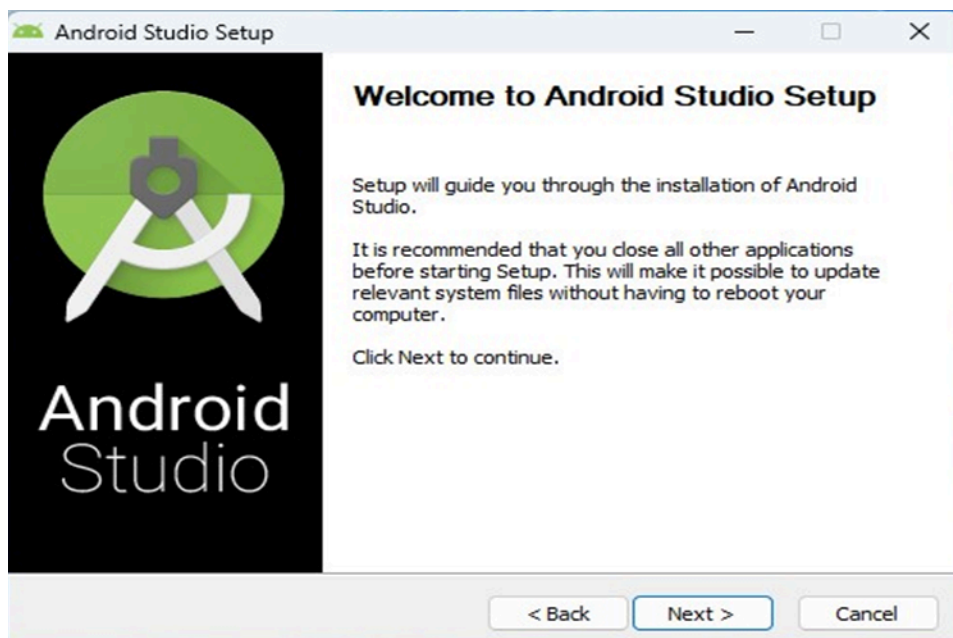 Android Studio Setup
Welcome to Android Studio Setup
Setup will guide you through the installation of Android
Studio.
It is recommended that you close all other applications
before starting Setup. This will make it possible to update
relevant system files without having to reboot your
computer.
Click Next to continue.
Android
Studio
< Back Next > Cancel